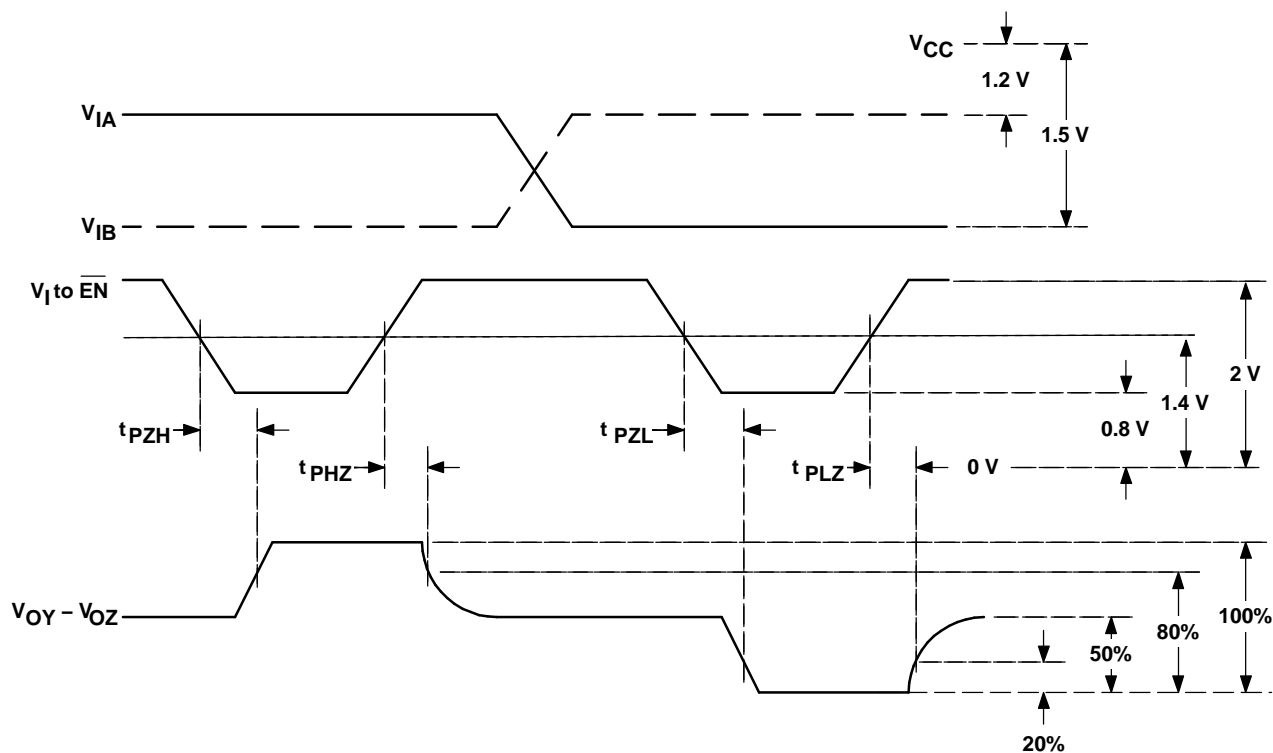 VCC
1.2 V
VIA
1.5 V
VIB
VI to EN
2 V
1.4 V
0.8 V
tPZH
tPZL
tPHZ
tPLZ
0 V
VOY – VOZ
100%
80%
50%
20%